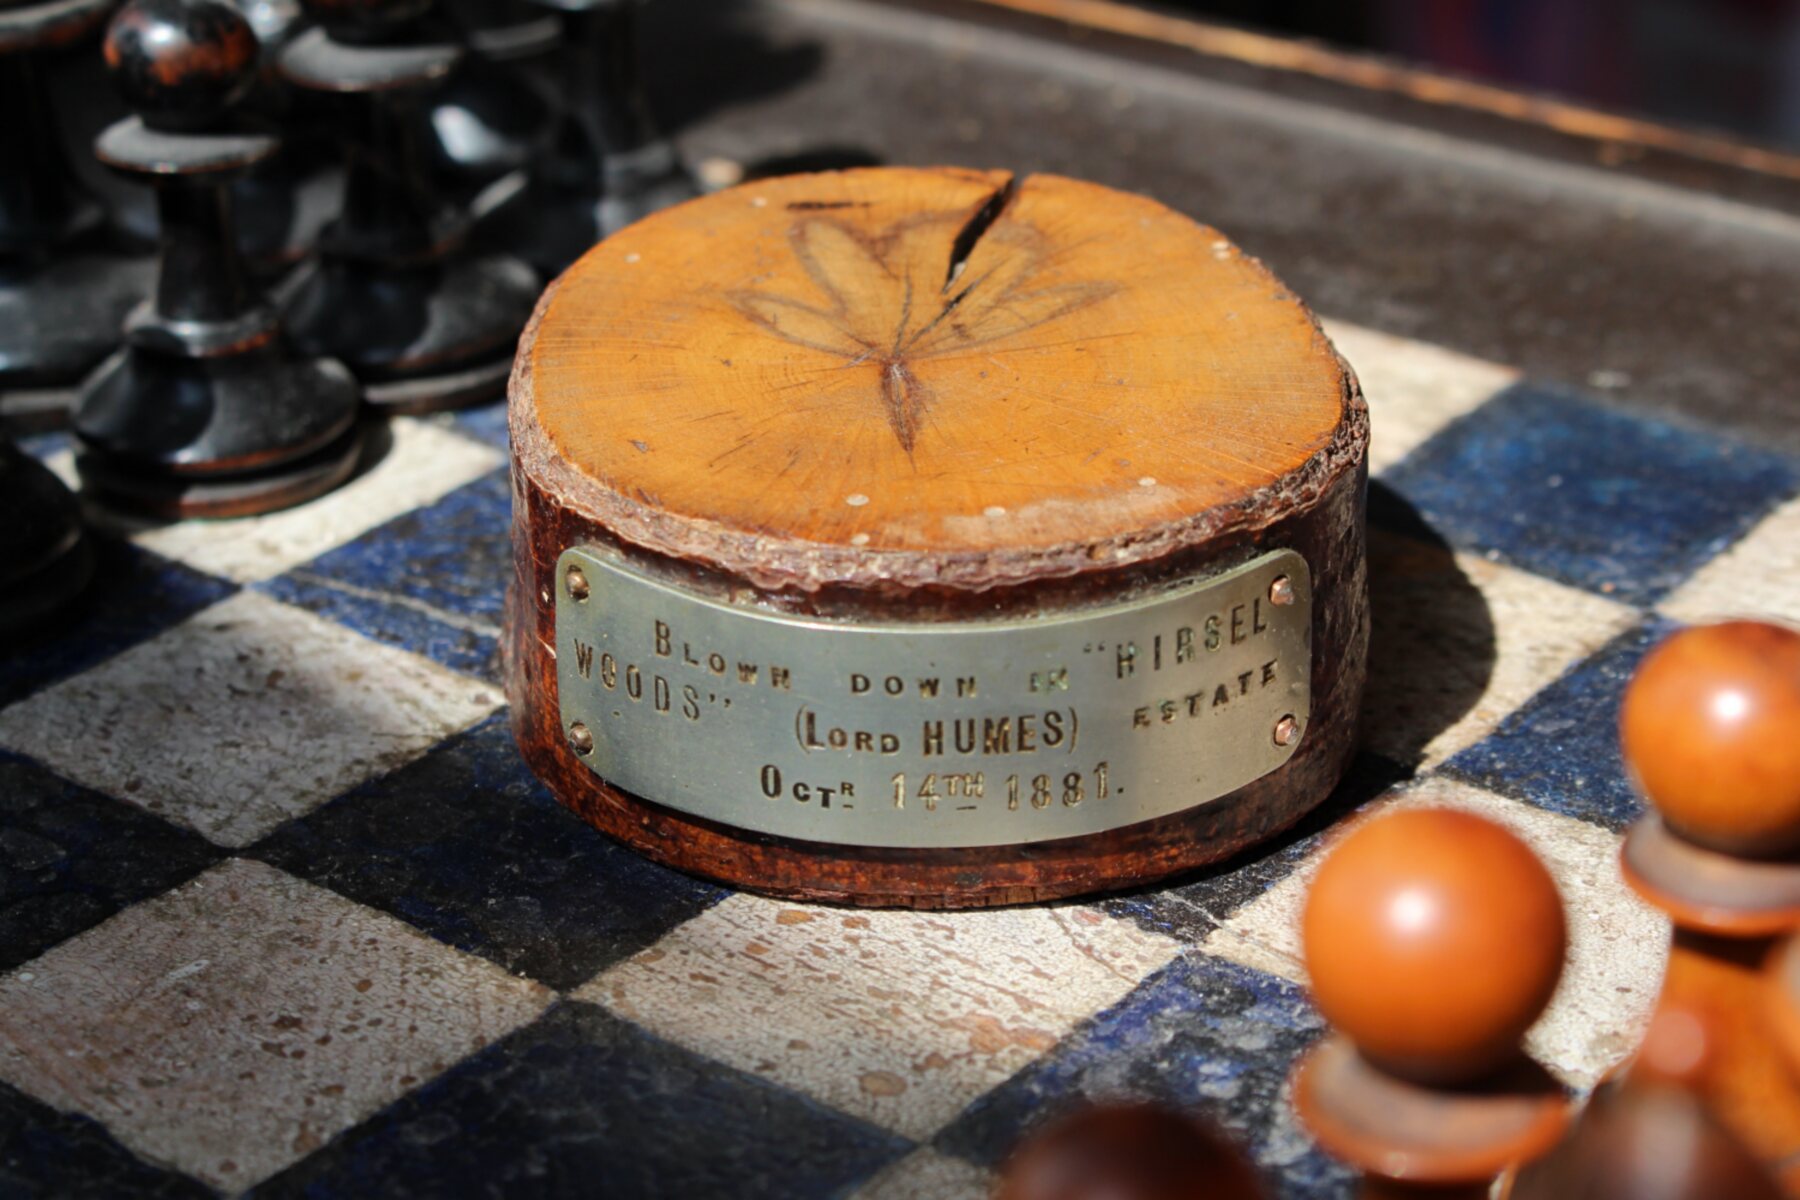 BLOWN DOWN IN "HIRSEL
WOODS" (LORD HUMES) ESTATE
OCTR 14TH 1881.